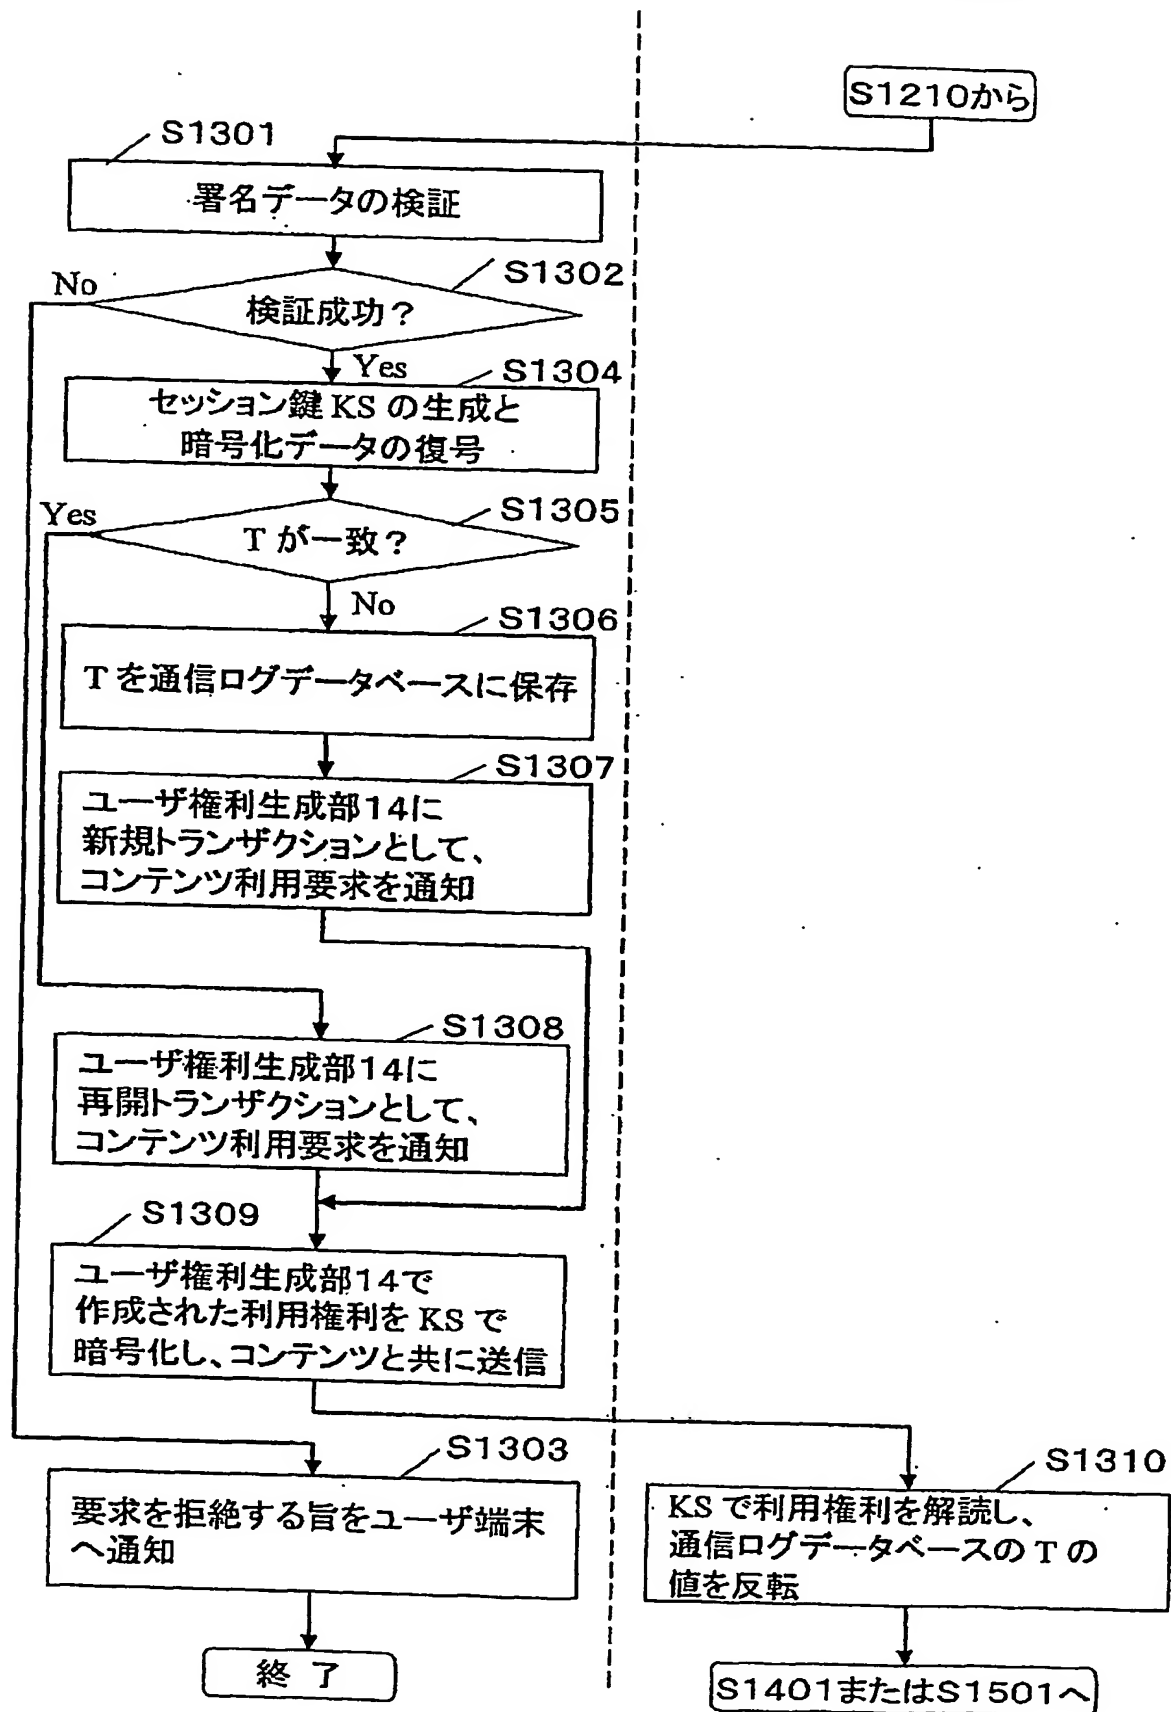 S1210から
S1301
署名データの検証
S1302
No
検証成功？
Yes
S1304
セッション鍵 KS の生成と
暗号化データの復号
S1305
Yes
T が一致？
No
S1306
T を通信ログデータベースに保存
S1307
ユーザ権利生成部14に
新規トランザクションとして、
コンテンツ利用要求を通知
S1308
ユーザ権利生成部14に
再開トランザクションとして、
コンテンツ利用要求を通知
S1309
ユーザ権利生成部14で
作成された利用権利を KS で
暗号化し、コンテンツと共に送信
S1303
要求を拒絶する旨をユーザ端末
へ通知
終 了
S1310
KS で利用権利を解読し、
通信ログデータベースの T の
値を反転
S1401またはS1501へ